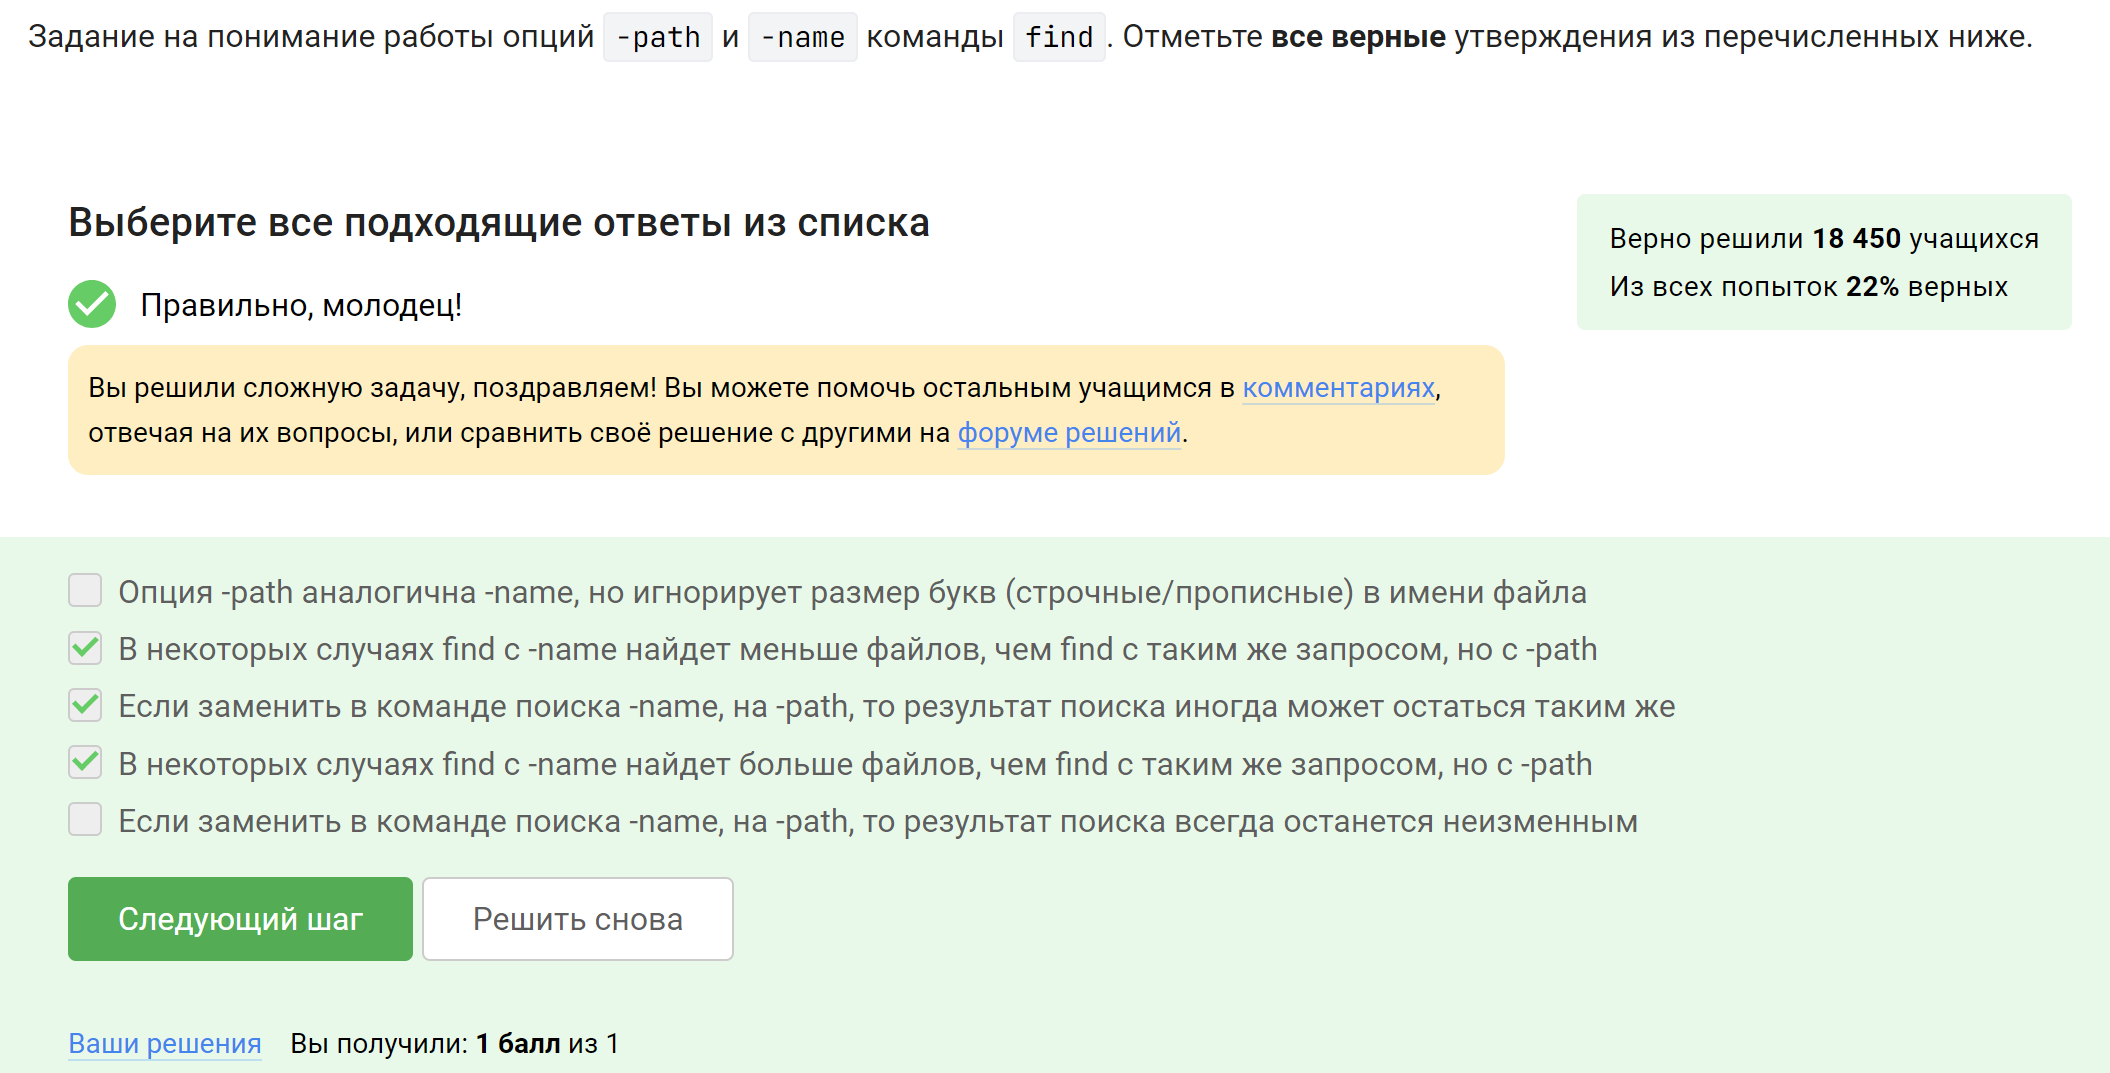 Задание на понимание работы опций -path и -name команды find. Отметьте все верные утверждения из перечисленных ниже.
Выберите все подходящие ответы из списка
Верно решили 18 450 учащихся
Из всех попыток 22% верных
Правильно, молодец!
Вы решили сложную задачу, поздравляем! Вы можете помочь остальным учащимся в комментариях,
отвечая на их вопросы, или сравнить своё решение с другими на форуме решений.
Опция -path аналогична -name, но игнорирует размер букв (строчные/прописные) в имени файла
В некоторых случаях find с -name найдет меньше файлов, чем find с таким же запросом, но с -path
Если заменить в команде поиска -name, на -path, то результат поиска иногда может остаться таким же
В некоторых случаях find с -name найдет больше файлов, чем find с таким же запросом, но с -path
Если заменить в команде поиска -name, на -path, то результат поиска всегда останется неизменным
Следующий шаг
Решить снова
Ваши решения Вы получили: 1 балл из 1